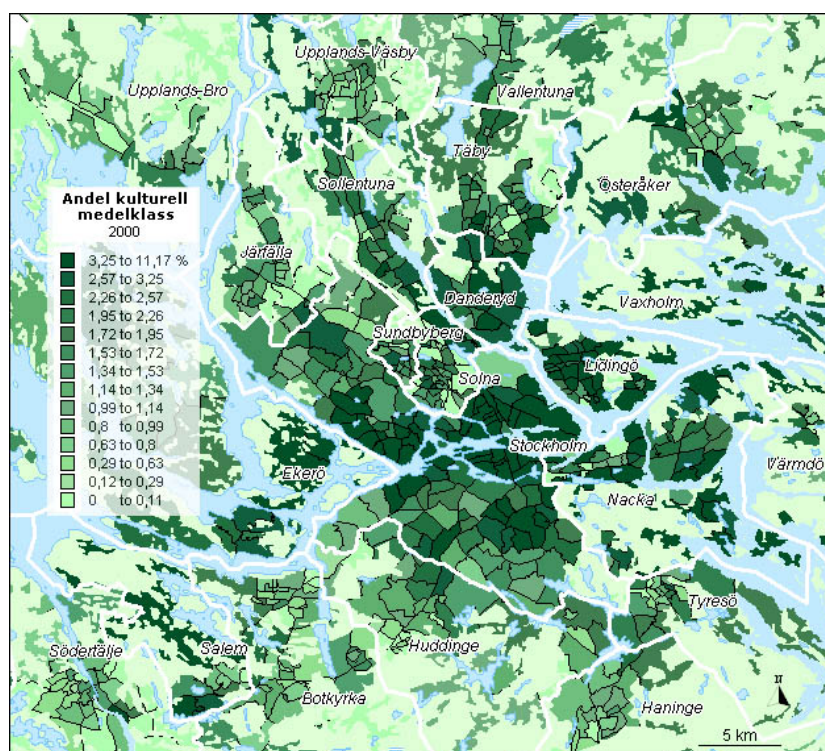 Upplands-Väsby
Upplands-Bro
Vallentuna
Täby
Sollentuna
Österåker
Andel kulturell
medelklass
2000
3,25 to 11,17 %
2,57 to 3,25
2,26 to 2,57
1,95 to 2,26
1,72 to 1,95
1,53 to 1,72
1,34 to 1,53
1,14 to 1,34
0,99 to 1,14
0,8 to 0,99
0,63 to 0,8
0,29 to 0,63
0,12 to 0,29
0 to 0,11
Järfälla
Danderyd
Vaxholm
Sundbyberg
Lidingö
Solna
Stockholm
Ekerö
Värmdö
Nacka
Tyresö
Södertälje
Salem
Huddinge
Botkyrka
Haninge
N
5 km